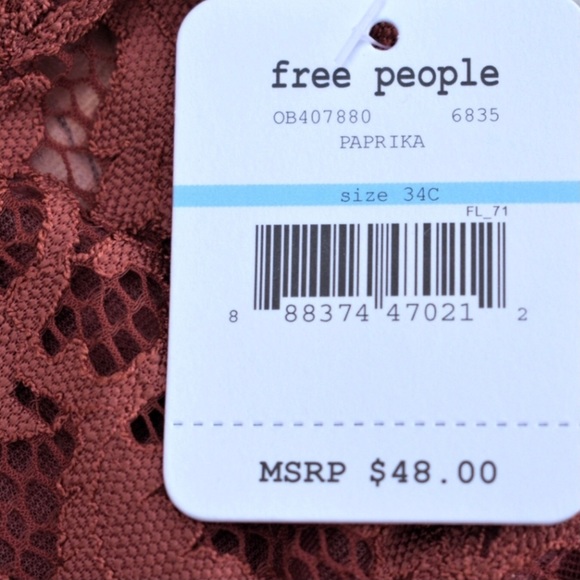 free people
OB407880 6835
PAPRIKA
size 34C
FL_71
8 88374 47021 2
MSRP $48.00